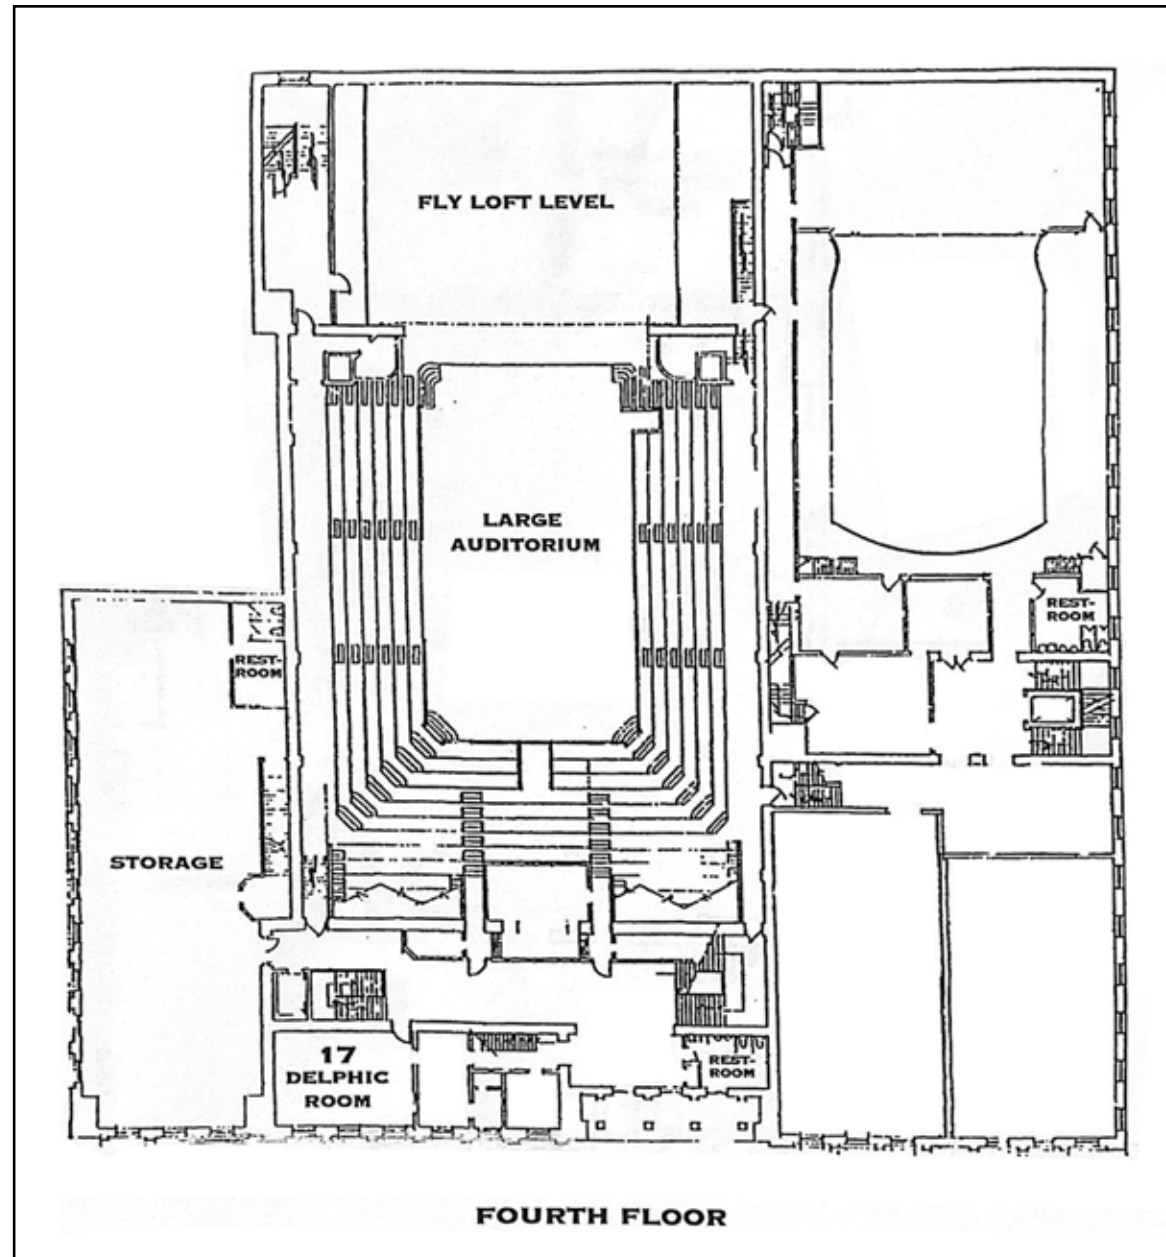 FLY LOFT LEVEL
LARGE
AUDITORIUM
REST-
ROOM
REST-
ROOM
STORAGE
17
DELPHIC
ROOM
REST-
ROOM
FOURTH FLOOR